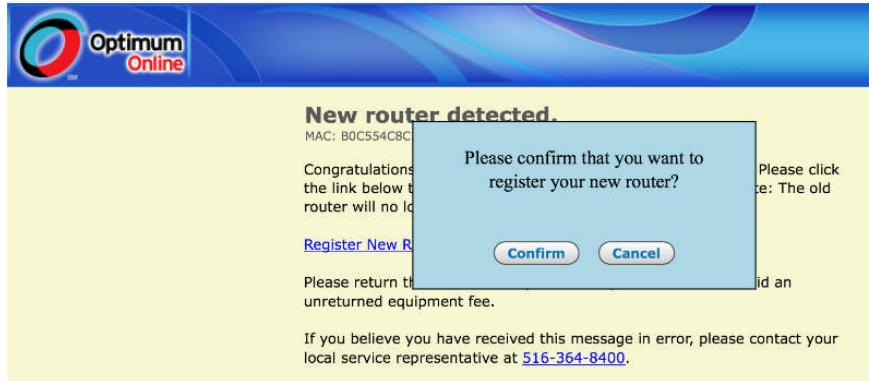 Optimum
Online
SM
New router detected.
MAC: B0C554C8C
Congratulations Please click
the link below te: The old
router will no lo
Register New R
Please return th id an
unreturned equipment fee.
If you believe you have received this message in error, please contact your
local service representative at 516-364-8400.
Please confirm that you want to
register your new router?
Confirm Cancel